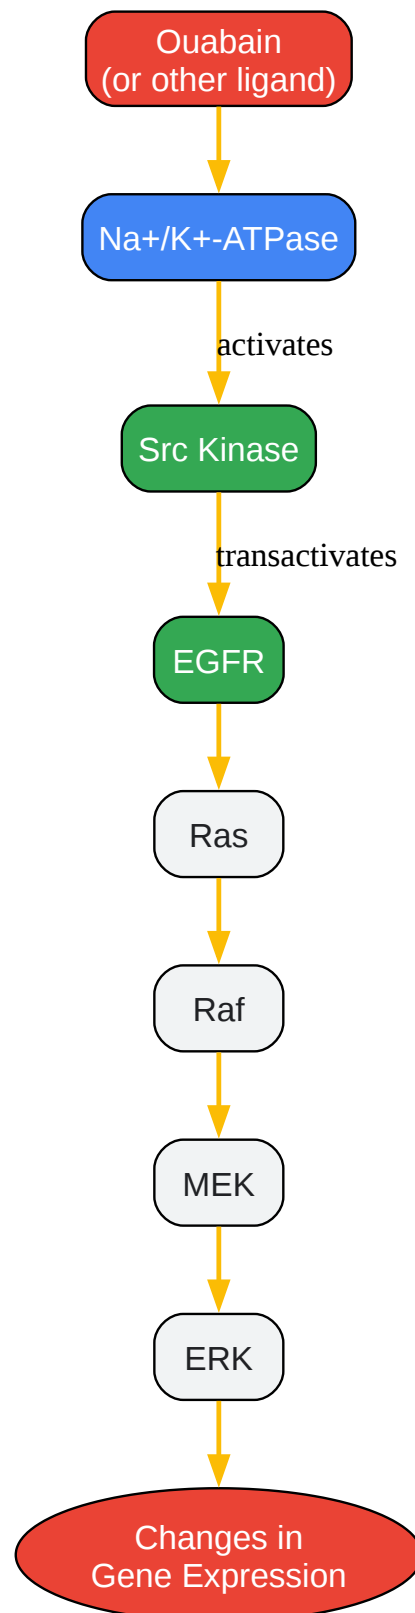 Ouabain
(or other ligand)
Na+/K+-ATPase
activates
Src Kinase
transactivates
EGFR
Ras
Raf
MEK
ERK
Changes in
Gene Expression